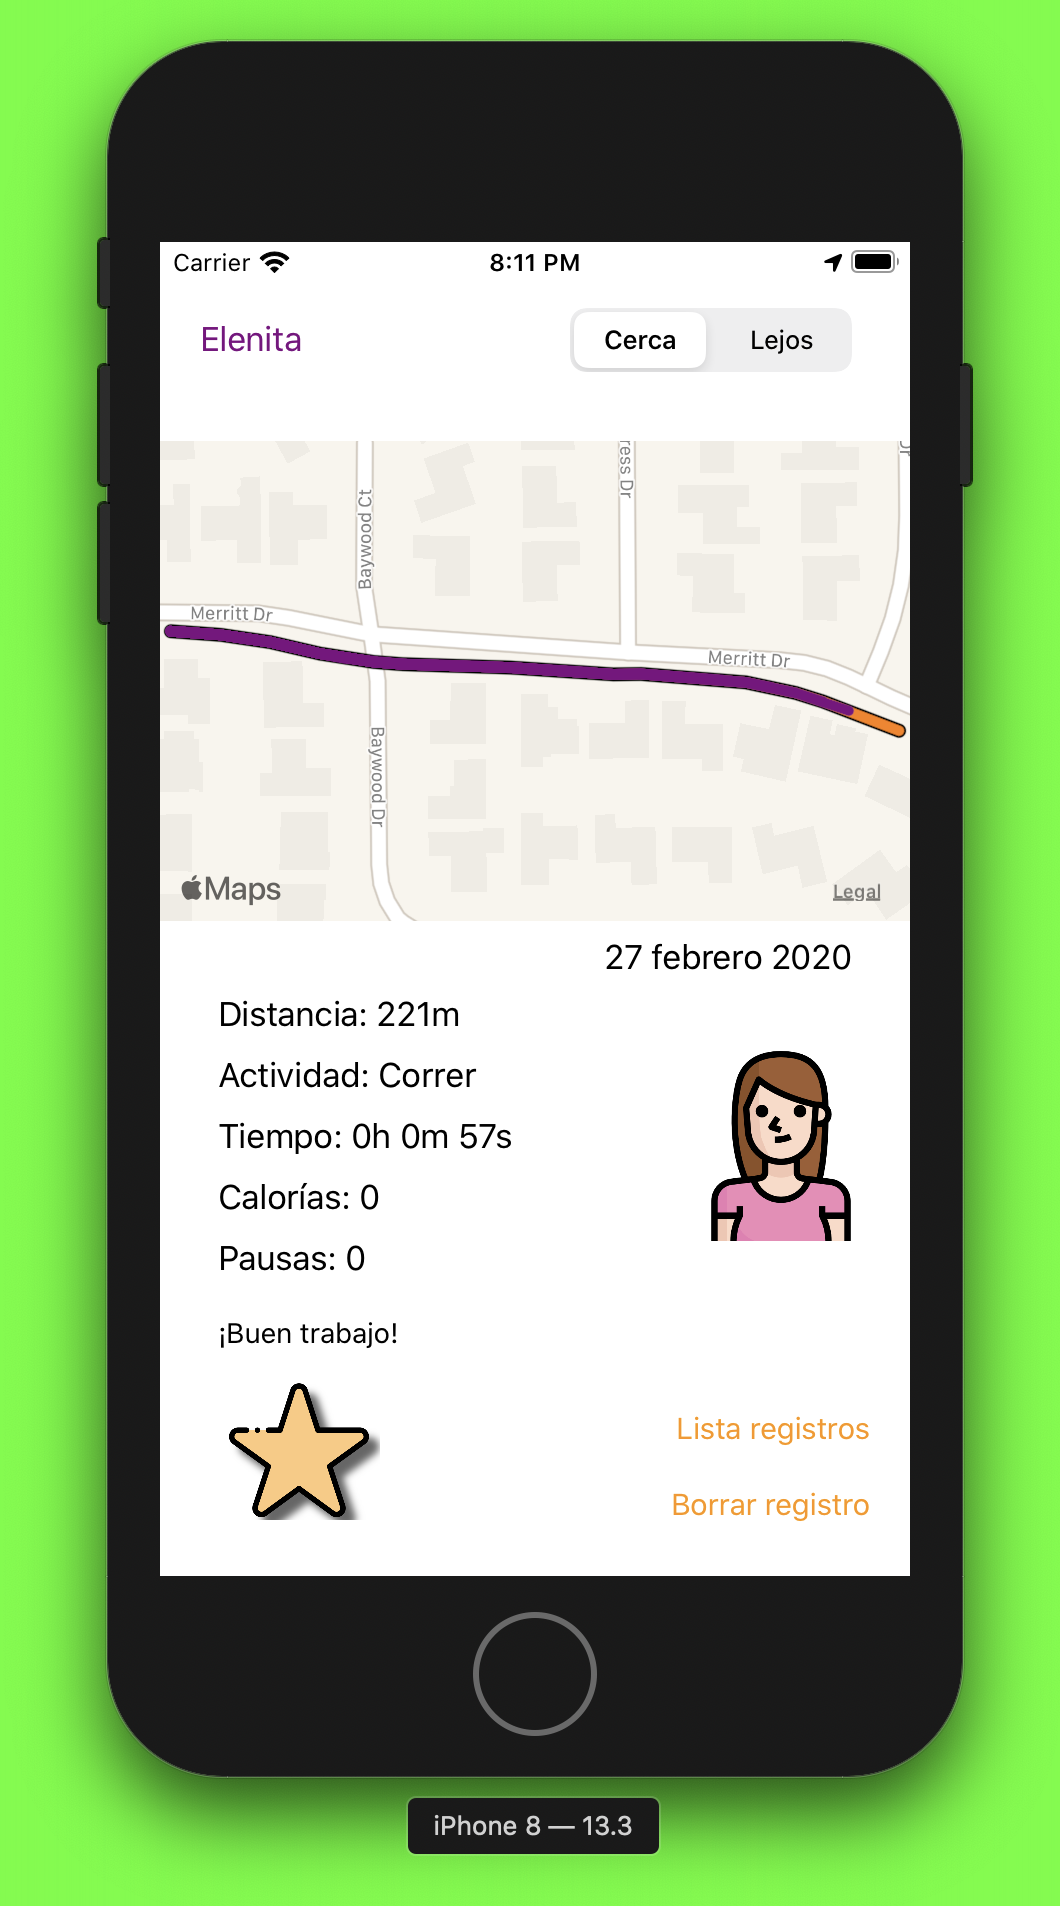 Carrier 8:11 PM
Elenita
Cerca Lejos
ress Dr
Dr
Baywood Ct
Merritt Dr
Merritt Dr
Baywood Dr
Maps
Legal
27 febrero 2020
Distancia: 221m
Actividad: Correr
Tiempo: 0h 0m 57s
Calorías: 0
Pausas: 0
¡Buen trabajo!
Lista registros
Borrar registro
iPhone 8 — 13.3